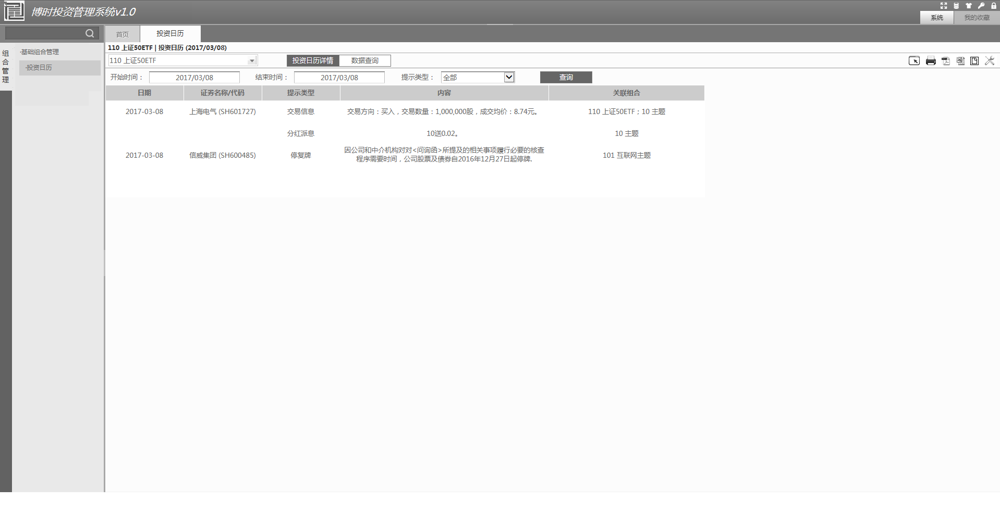 博时投资管理系统v1.0
系统
我的收藏
首页
投资日历
组合管理
·基础组合管理
·投资日历
110 上证50ETF | 投资日历 (2017/03/08)
110 上证50ETF
投资日历详情
数据查询
开始时间：
2017/03/08
结束时间：
2017/03/08
提示类型：
全部
查询
日期
证券名称/代码
提示类型
内容
关联组合
2017-03-08
上海电气 (SH601727)
交易信息
交易方向：买入，交易数量：1,000,000股，成交均价：8.74元。
110 上证50ETF；10 主题
分红派息
10送0.02。
10 主题
2017-03-08
信威集团 (SH600485)
停复牌
因公司和中介机构对对<问询函>所提及的相关事项履行必要的核查
程序需要时间，公司股票及债券自2016年12月27日起停牌.
101 互联网主题